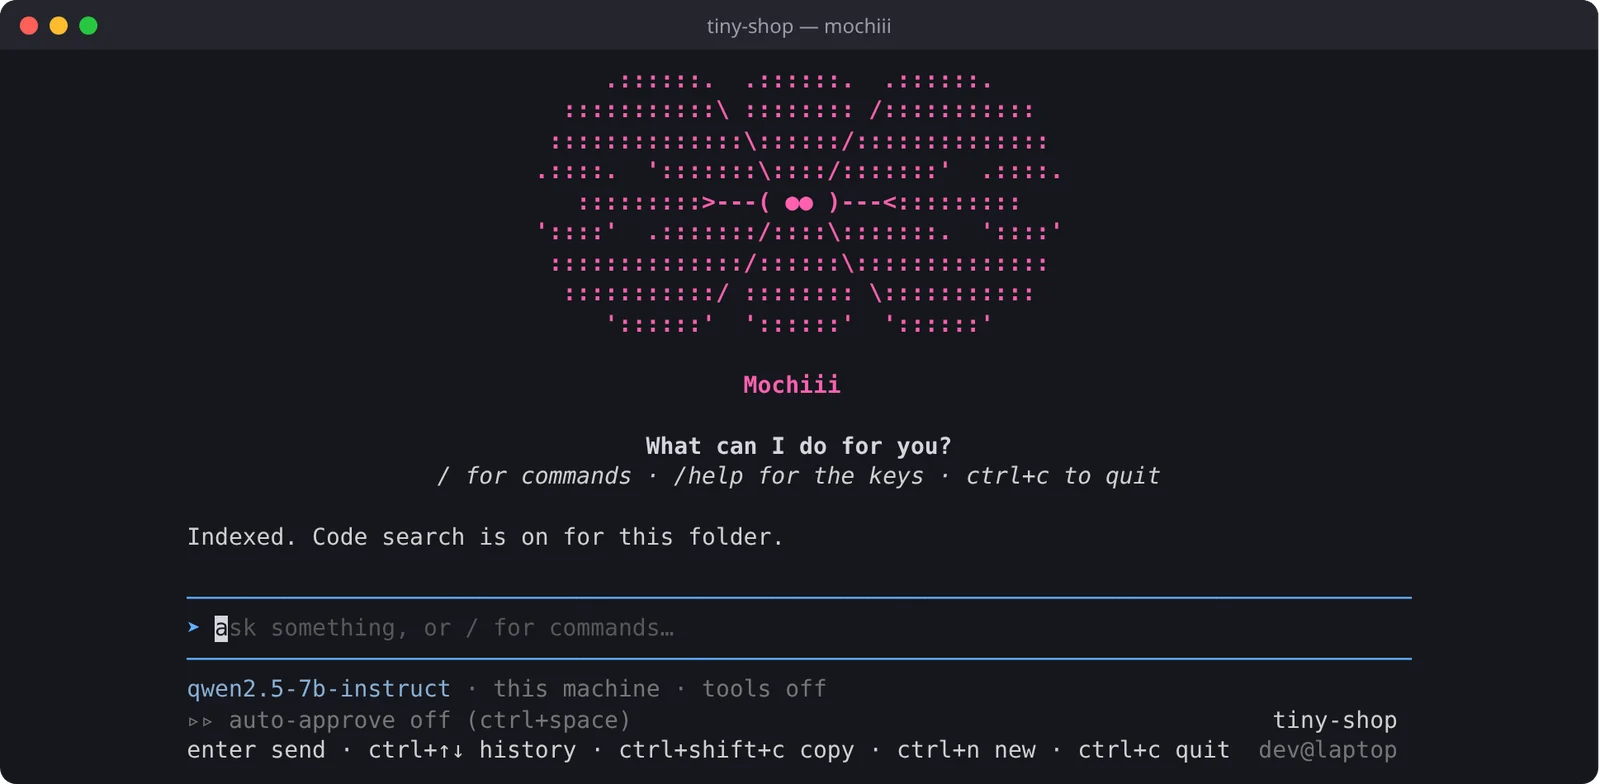 tiny-shop — mochiii
.::::::.  .::::::.  .::::::.
:::::::::::\ :::::::: /:::::::::::
::::::::::::::\::::::/::::::::::::::
.::::.  ':::::::\::::/:::::::'  .::::.
:::::::::>---( ●● )---<:::::::::
'::::'  .:::::::/::::\:::::::.  '::::'
::::::::::::::/::::::\::::::::::::::
:::::::::::/ :::::::: \:::::::::::
'::::::'  '::::::'  '::::::'
Mochiii
What can I do for you?
/ for commands · /help for the keys · ctrl+c to quit
Indexed. Code search is on for this folder.
➤ ask something, or / for commands…
qwen2.5-7b-instruct · this machine · tools off
▹▹ auto-approve off (ctrl+space) tiny-shop
enter send · ctrl+↑↓ history · ctrl+shift+c copy · ctrl+n new · ctrl+c quit dev@laptop